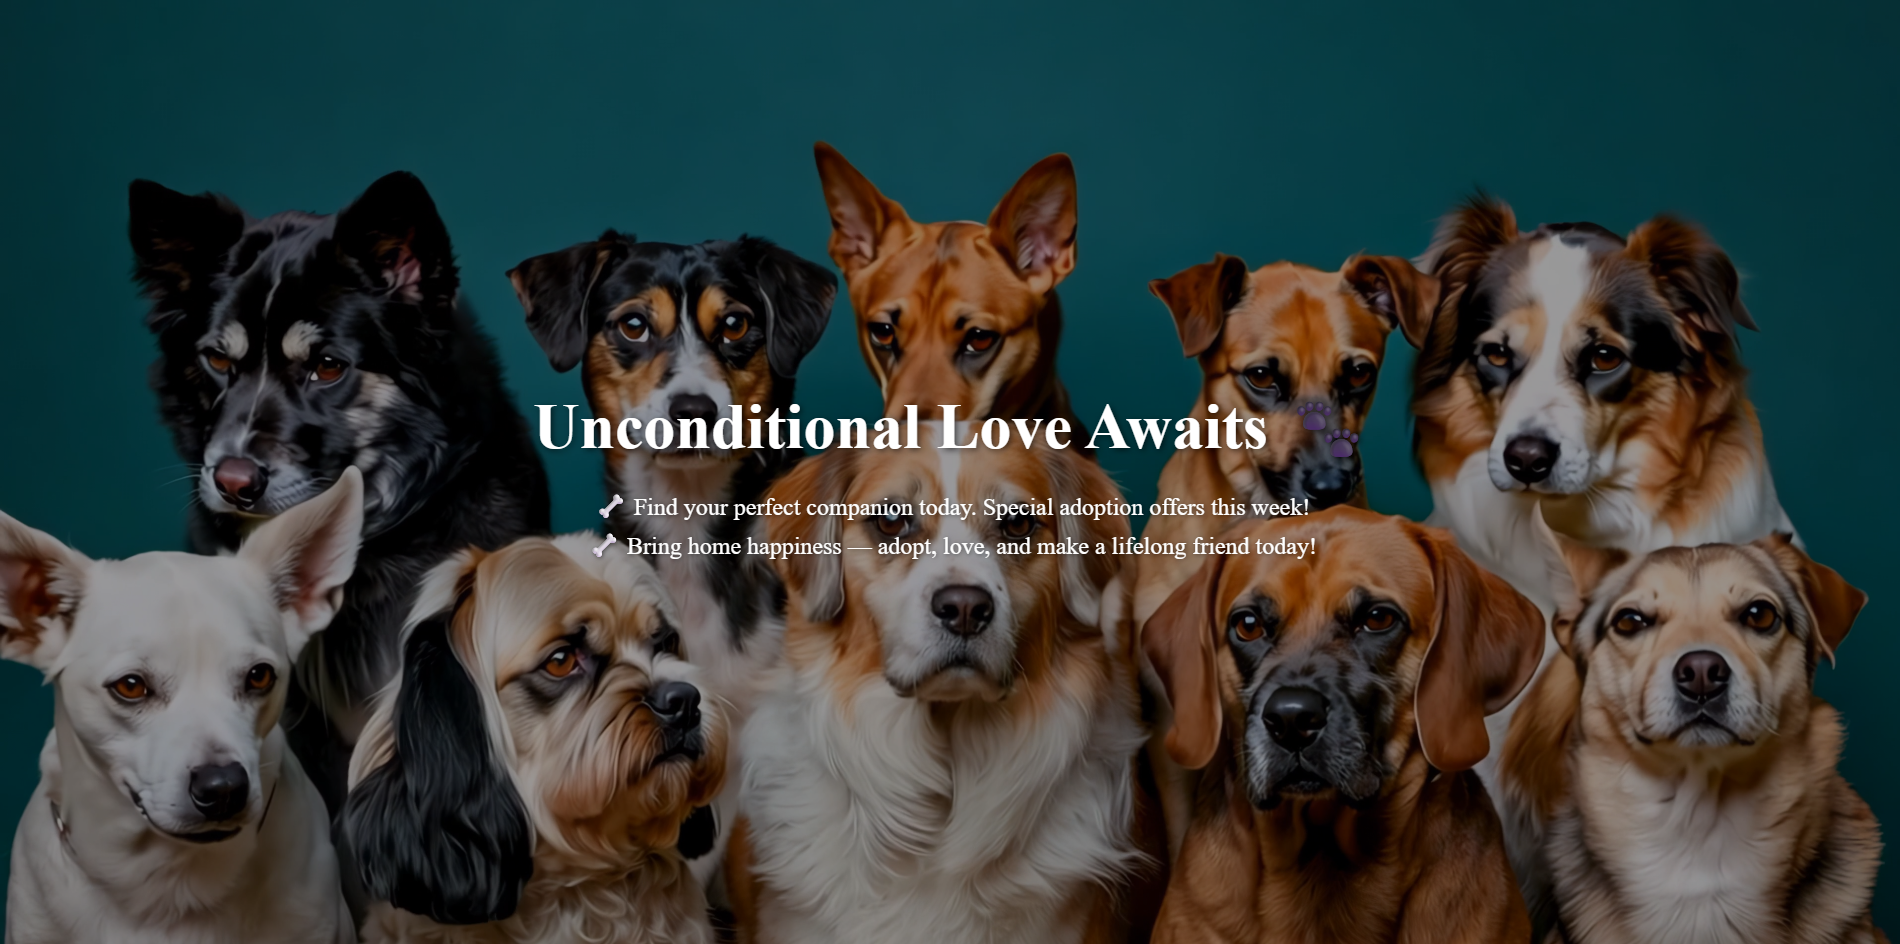 Unconditional Love Awaits 🐾
🦴 Find your perfect companion today. Special adoption offers this week!
🦴 Bring home happiness — adopt, love, and make a lifelong friend today!